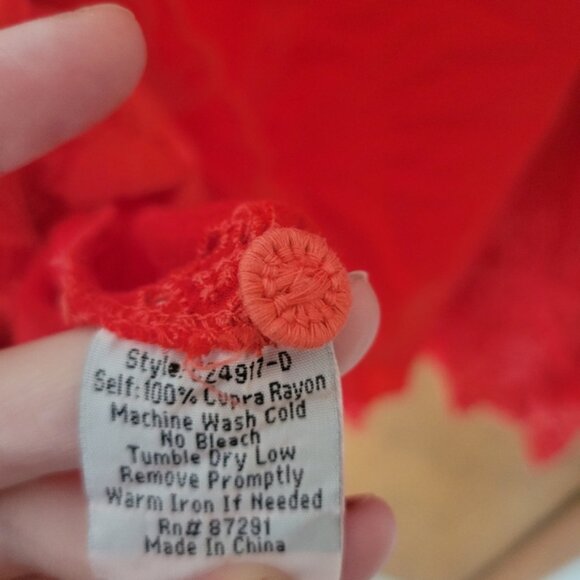 Style:
Self:100% Cupra Rayon
Machine Wash Cold
No Bleach
Tumble Dry Low
Remove Promptly
Warm Iron If Needed
Rn# 87291
Made In China